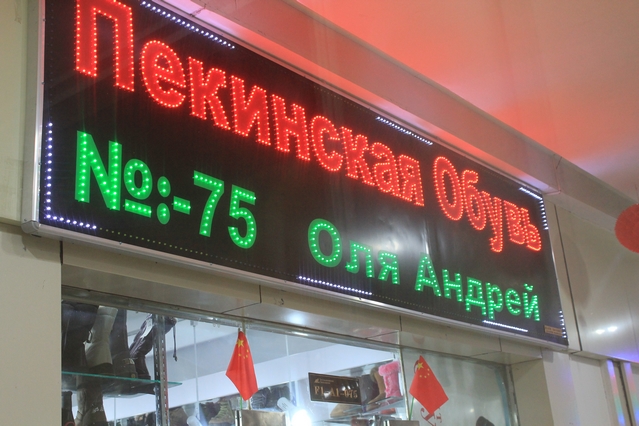 Пекинская Обувь
№:-75 Оля Андрей